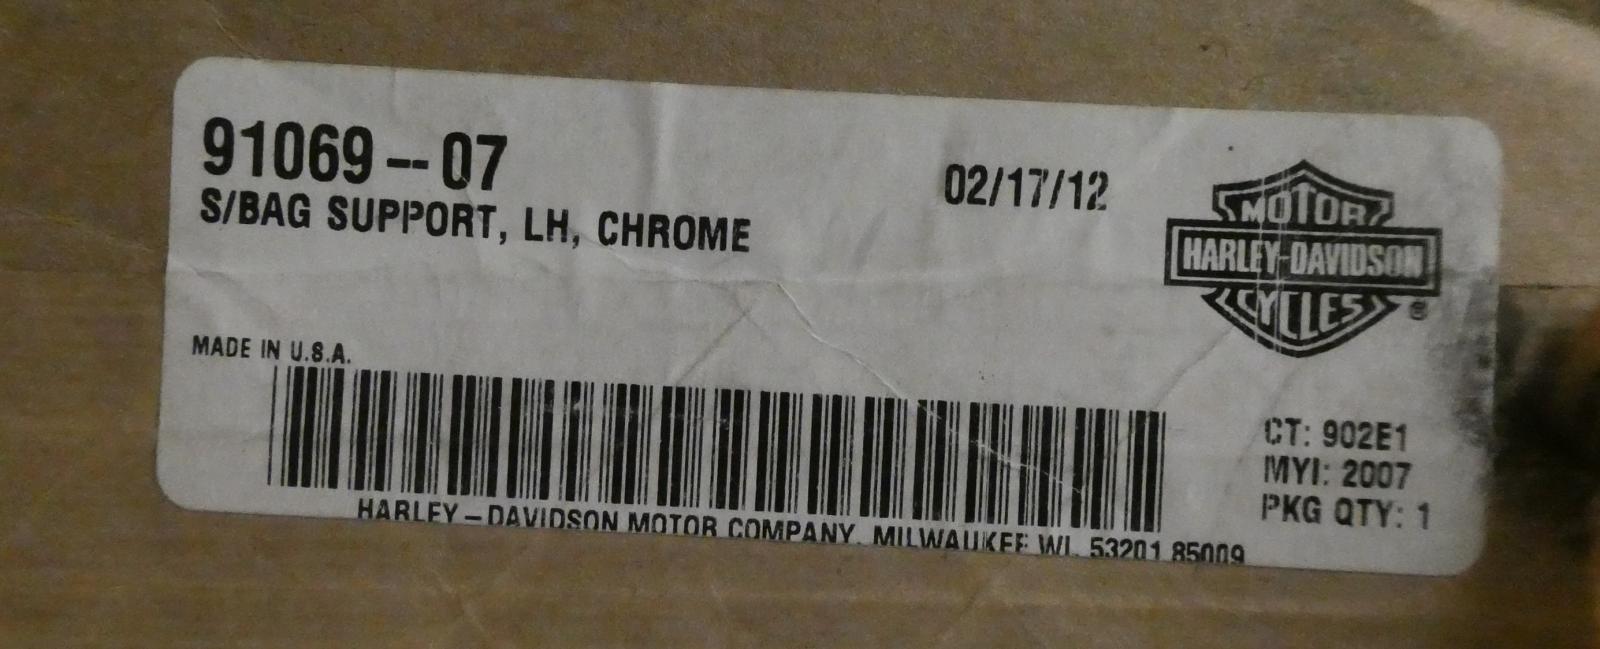 91069--07
S/BAG SUPPORT, LH, CHROME
02/17/12
MOTOR
HARLEY-DAVIDSON
CYCLES
®
MADE IN U.S.A.
CT: 902E1
MYI: 2007
PKG QTY: 1
HARLEY-DAVIDSON MOTOR COMPANY, MILWAUKEE WI, 53201 85009